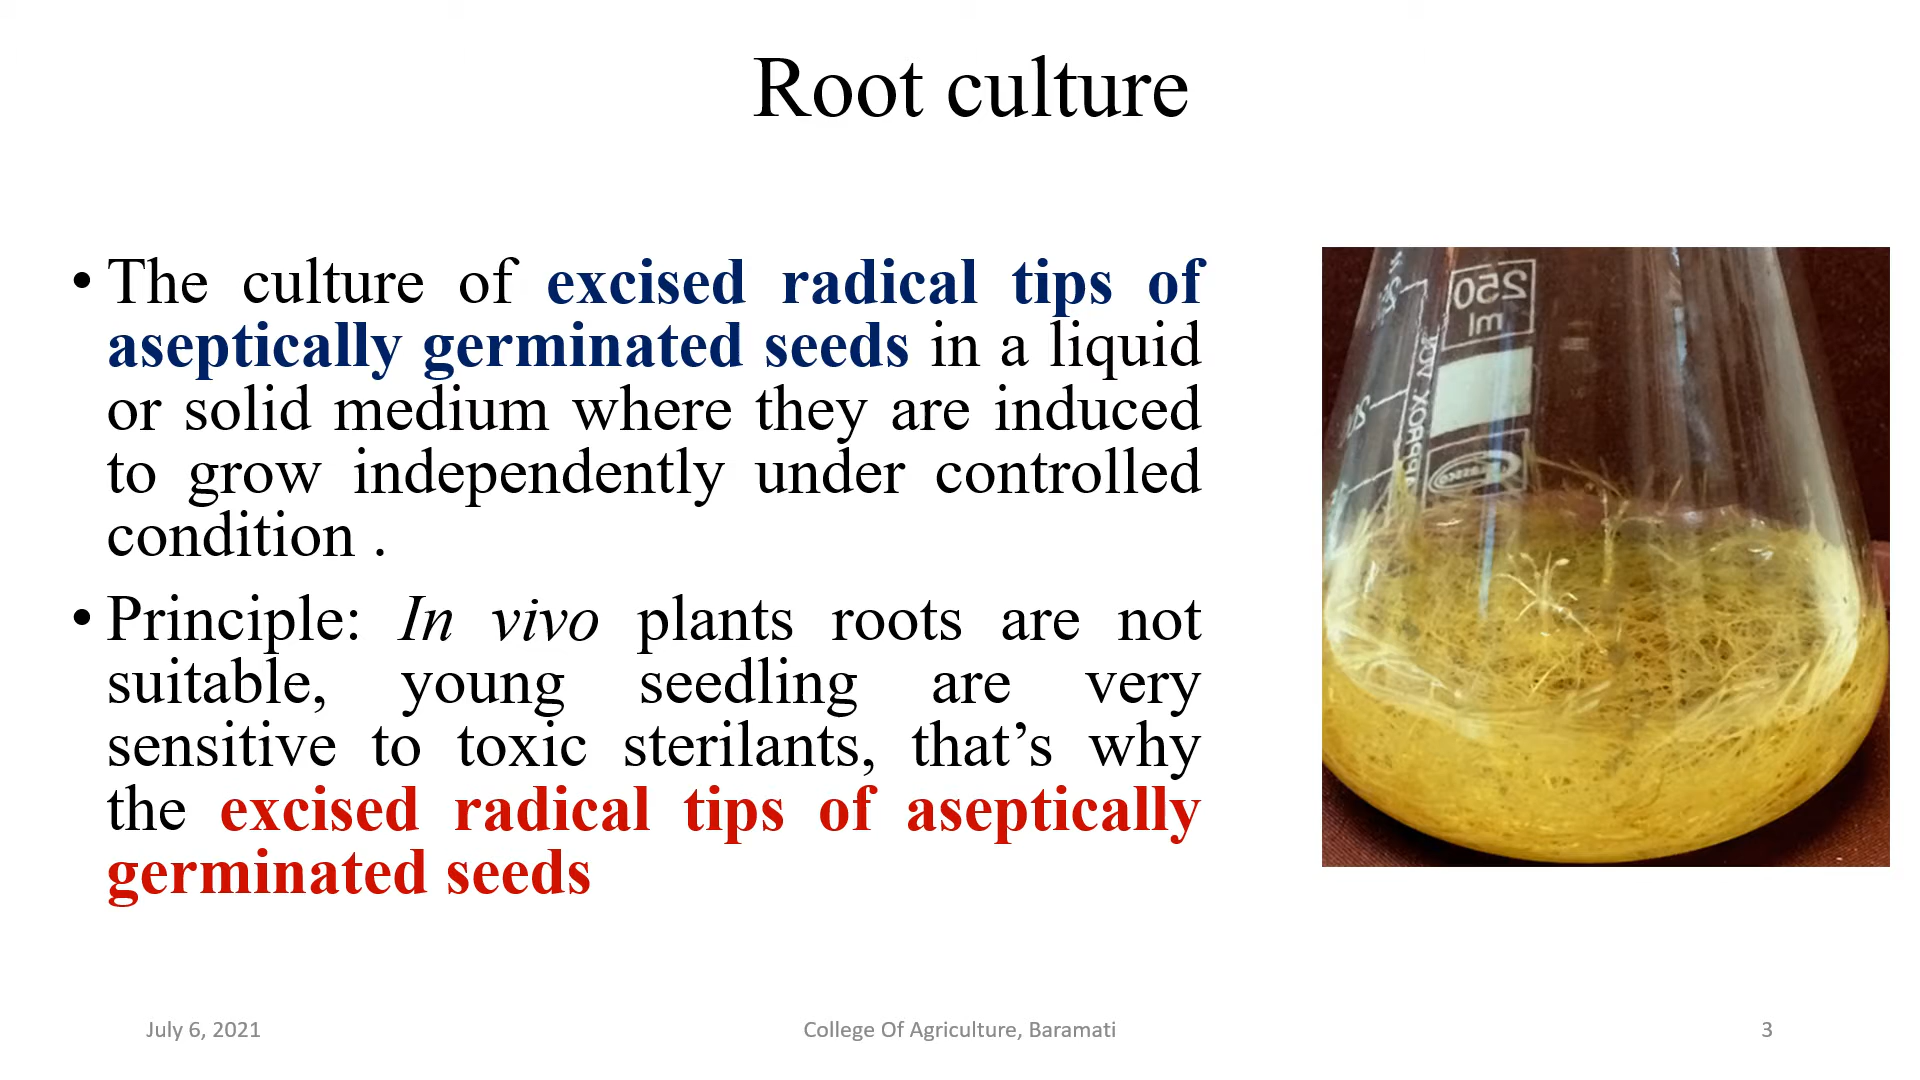 Root culture
• The culture of excised radical tips of
aseptically germinated seeds in a liquid
or solid medium where they are induced
to grow independently under controlled
condition .
• Principle: In vivo plants roots are not
suitable, young seedling are very
sensitive to toxic sterilants, that’s why
the excised radical tips of aseptically
germinated seeds
250
ml
APPROX VOL
July 6, 2021
College Of Agriculture, Baramati
3